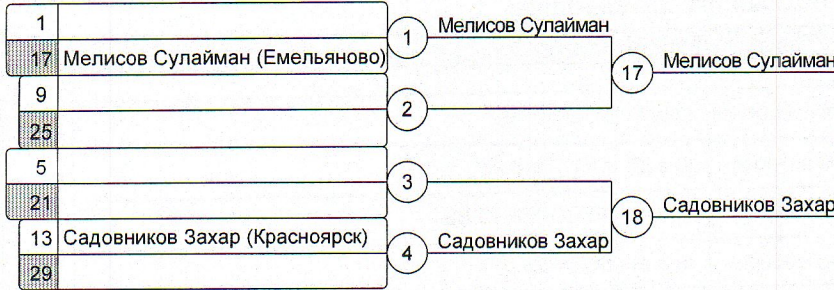 1
1 Мелисов Сулайман
17 Мелисов Сулайман (Емельяново)
17 Мелисов Сулайман
9
2
25
5
3
21
18 Садовников Захар
13 Садовников Захар (Красноярск)
4 Садовников Захар
29